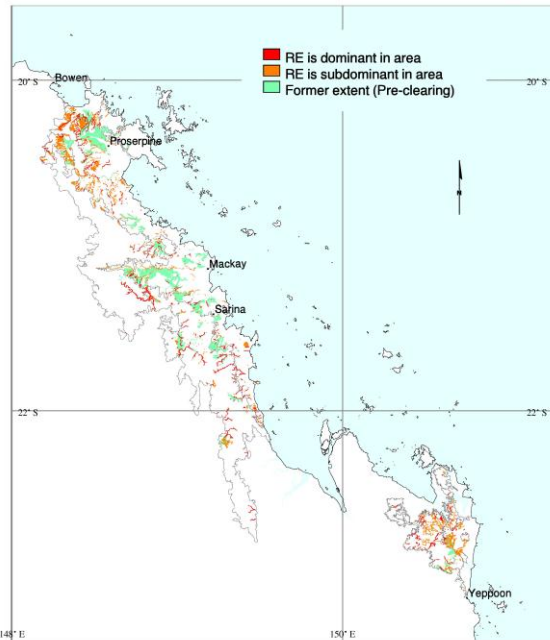 RE is dominant in area
RE is subdominant in area
Former extent (Pre-clearing)
Bowen
20° S
20° S
Proserpine
N
Mackay
Sarina
22° S
22° S
Yeppoon
148° E
150° E